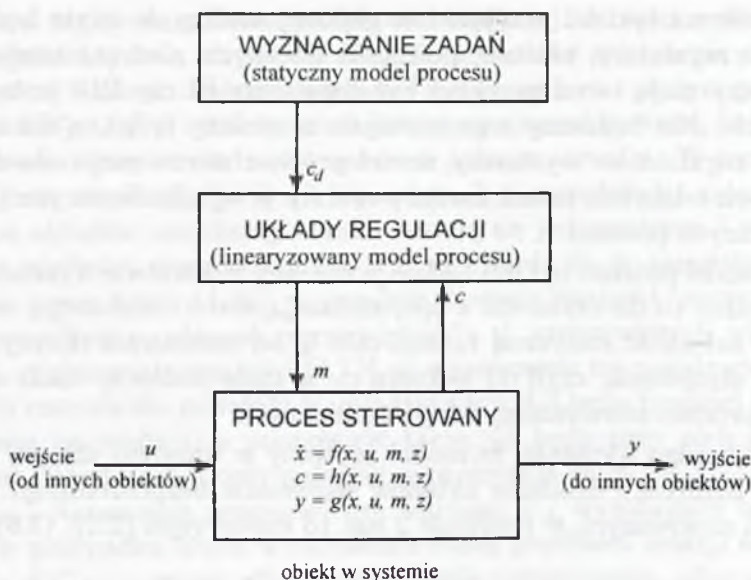 WYZNACZANIE ZADAŃ
(statyczny model procesu)
c_d
UKŁADY REGULACJI
(linearyzowany model procesu)
m
c
PROCES STEROWANY
ẋ = f(x, u, m, z)
c = h(x, u, m, z)
y = g(x, u, m, z)
wejście
(od innych obiektów)
u
y
wyjście
(do innych obiektów)
obiekt w systemie